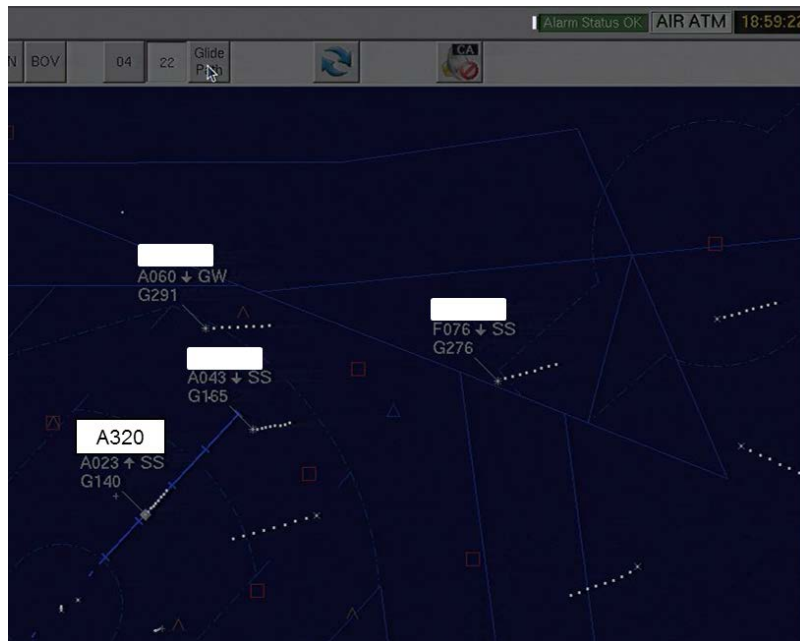 Alarm Status OK AIR ATM 18:59:22
N BOV 04 22 Glide
Path
CA
A060 ↓ GW
G291
F076 ↓ SS
G276
A043 ↓ SS
G165
A320
A023 ↑ SS
G140